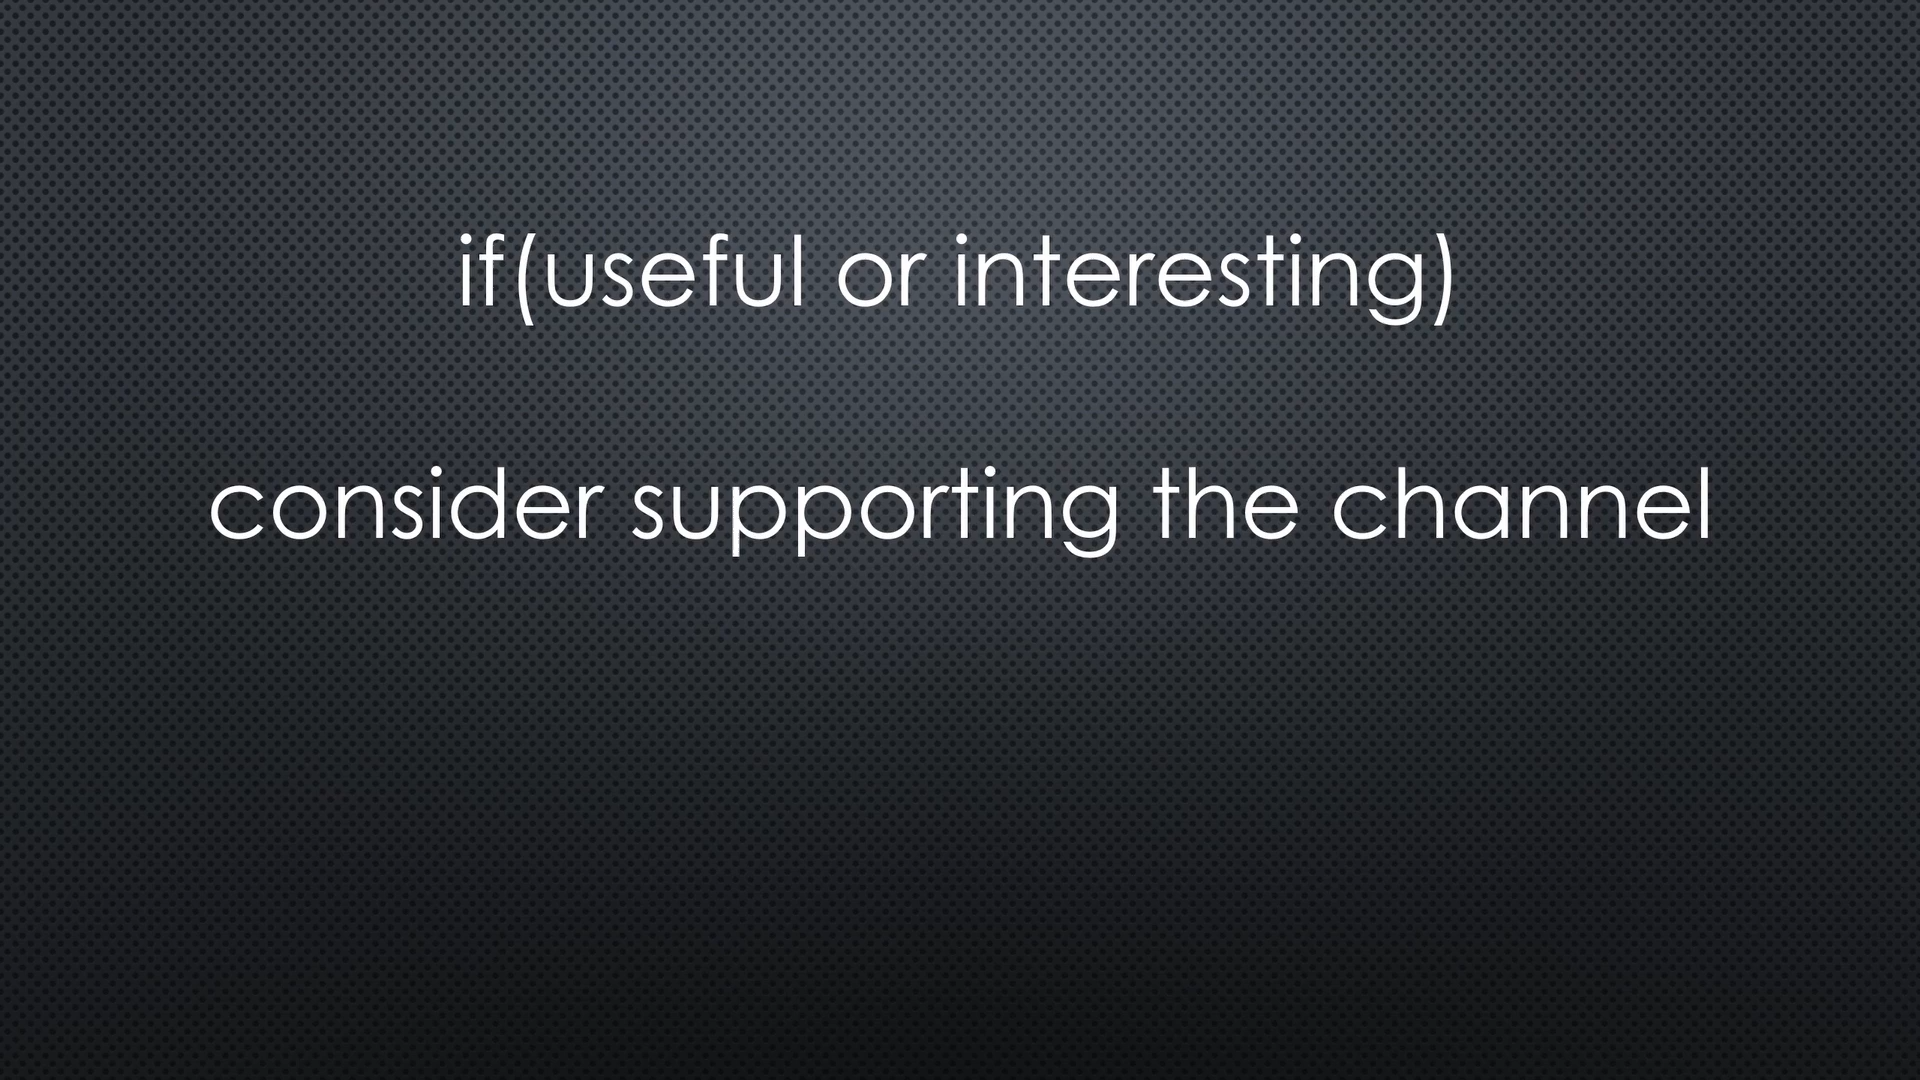 if(useful or interesting)
consider supporting the channel